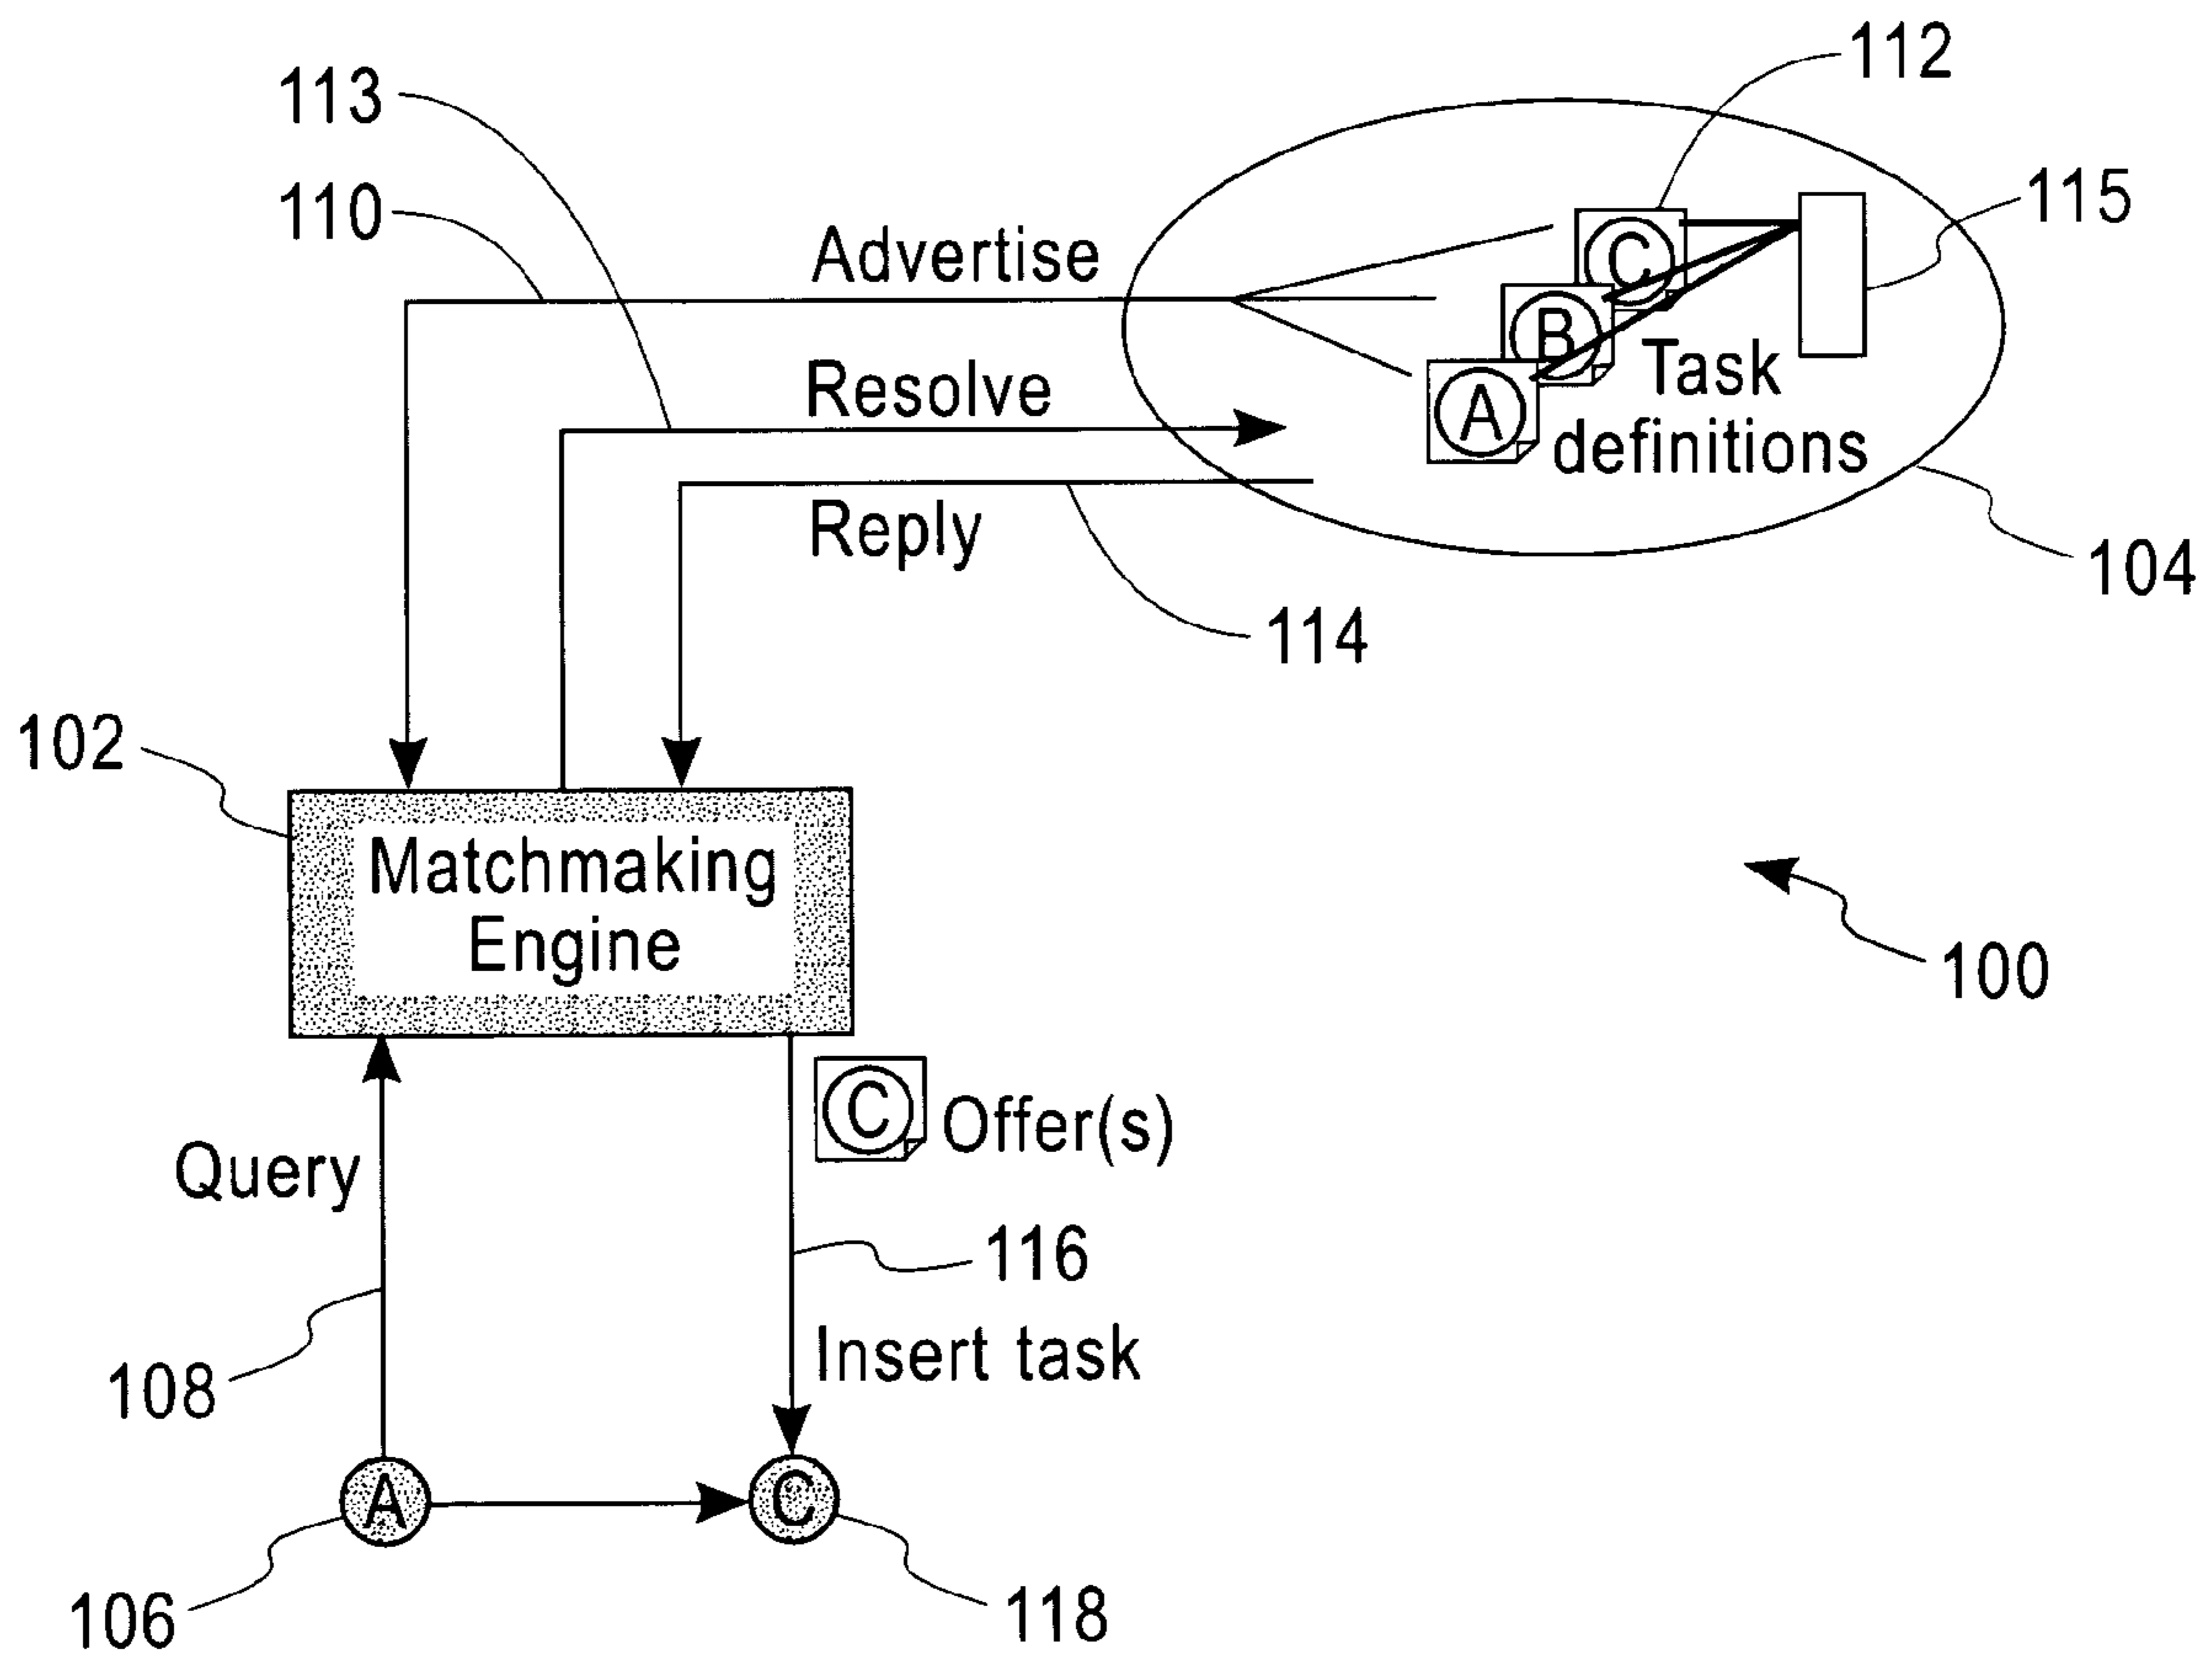 112
113
115
110
Advertise
C
B
Task
Resolve
A
definitions
Reply
104
114
102
Matchmaking
Engine
100
C
Offer(s)
Query
116
Insert task
108
A
C
106
118